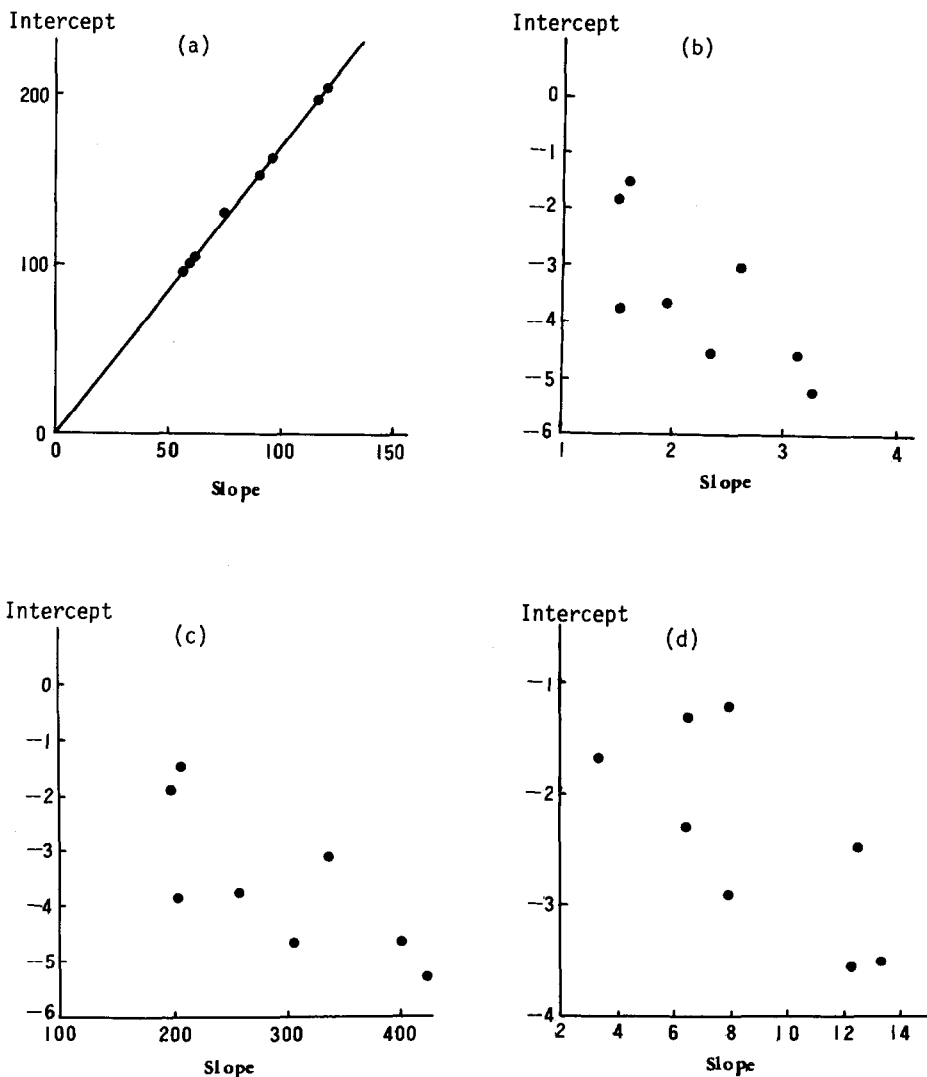 Intercept
(a)
200
100
0
0 50 100 150
Slope
Intercept
(b)
0
—1
—2
—3
—4
—5
—6
1 2 3 4
Slope
Intercept
(c)
0
—1
—2
—3
—4
—5
—6
100 200 300 400
Slope
Intercept
(d)
—1
—2
—3
—4
2 4 6 8 10 12 14
Slope